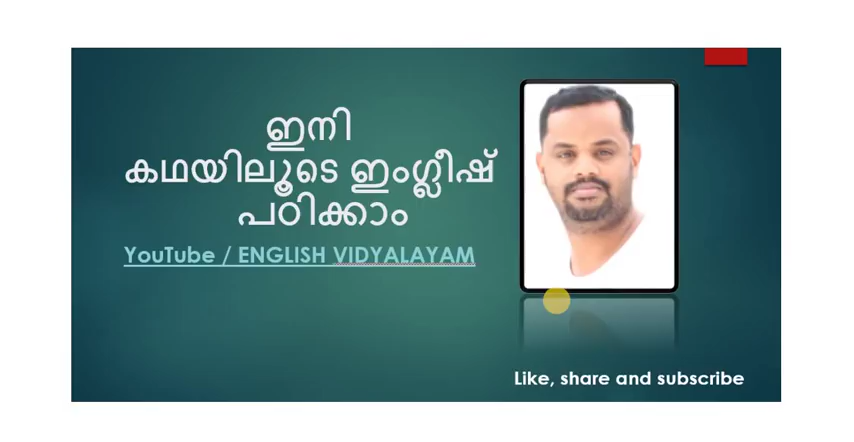 ഇനി
കഥയിലൂടെ ഇംഗ്ലീഷ്
പഠിക്കാം
YouTube / ENGLISH VIDYALAYAM
Like, share and subscribe